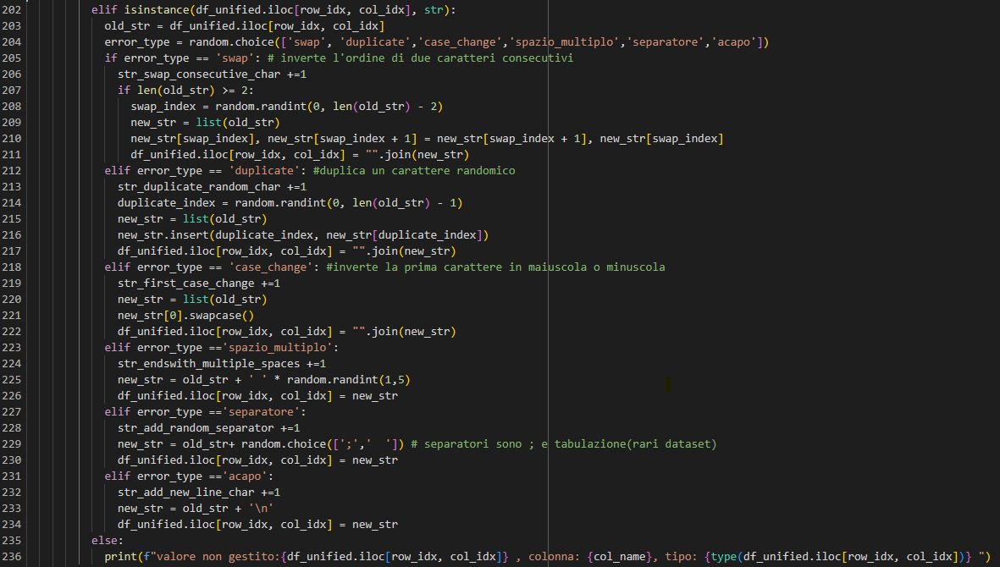 202 elif isinstance(df_unified.iloc[row_idx, col_idx], str):
203 old_str = df_unified.iloc[row_idx, col_idx]
204 error_type = random.choice(['swap', 'duplicate','case_change','spazio_multiplo','separatore','acapo'])
205 if error_type == 'swap': # inverte l'ordine di due caratteri consecutivi
206 str_swap_consecutive_char +=1
207 if len(old_str) >= 2:
208 swap_index = random.randint(0, len(old_str) - 2)
209 new_str = list(old_str)
210 new_str[swap_index], new_str[swap_index + 1] = new_str[swap_index + 1], new_str[swap_index]
211 df_unified.iloc[row_idx, col_idx] = "".join(new_str)
212 elif error_type == 'duplicate': #duplica un carattere randomico
213 str_duplicate_random_char +=1
214 duplicate_index = random.randint(0, len(old_str) - 1)
215 new_str = list(old_str)
216 new_str.insert(duplicate_index, new_str[duplicate_index])
217 df_unified.iloc[row_idx, col_idx] = "".join(new_str)
218 elif error_type == 'case_change': #inverte la prima carattere in maiuscola o minuscola
219 str_first_case_change +=1
220 new_str = list(old_str)
221 new_str[0].swapcase()
222 df_unified.iloc[row_idx, col_idx] = "".join(new_str)
223 elif error_type =='spazio_multiplo':
224 str_endswith_multiple_spaces +=1
225 new_str = old_str + ' ' * random.randint(1,5)
226 df_unified.iloc[row_idx, col_idx] = new_str
227 elif error_type =='separatore':
228 str_add_random_separator +=1
229 new_str = old_str+ random.choice([';','  ']) # separatori sono ; e tabulazione(rari dataset)
230 df_unified.iloc[row_idx, col_idx] = new_str
231 elif error_type =='acapo':
232 str_add_new_line_char +=1
233 new_str = old_str + '\n'
234 df_unified.iloc[row_idx, col_idx] = new_str
235 else:
236 print(f"valore non gestito:{df_unified.iloc[row_idx, col_idx]} , colonna: {col_name}, tipo: {type(df_unified.iloc[row_idx, col_idx])} ")